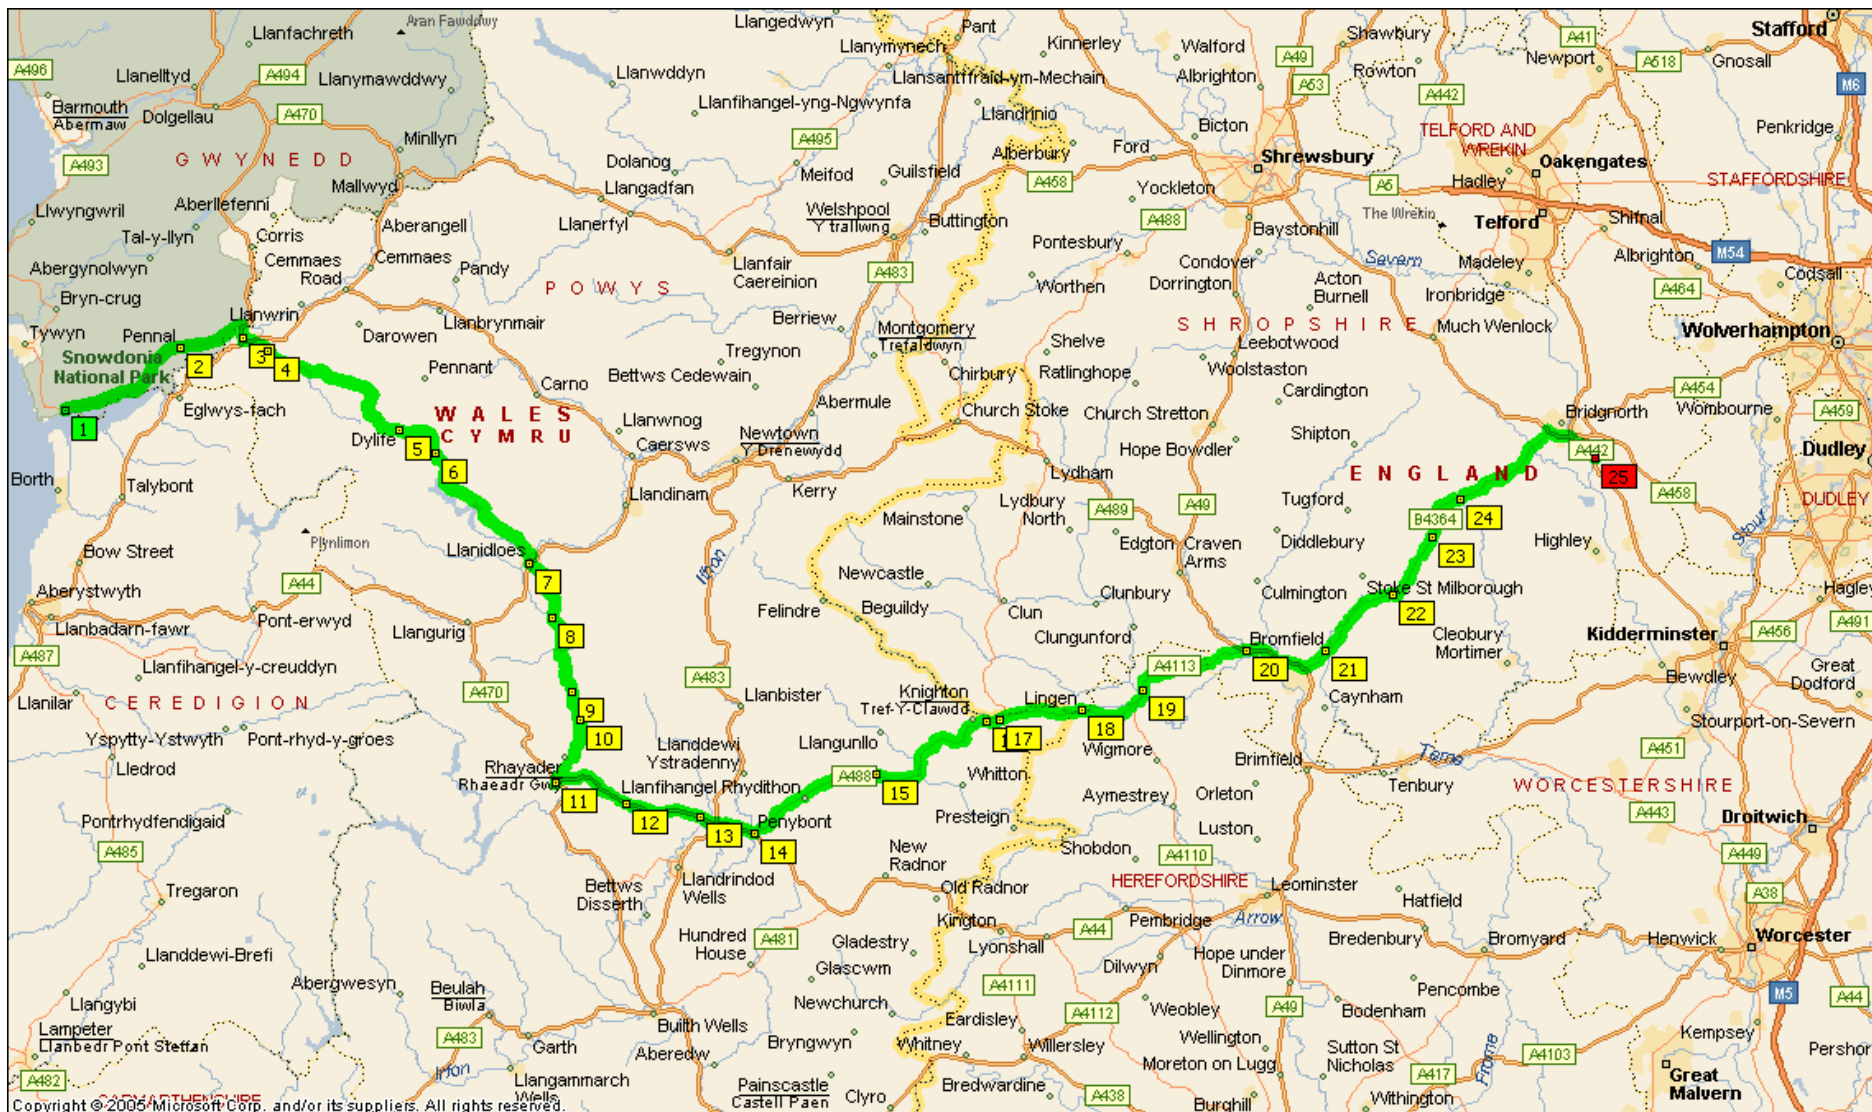 Llangedwyn
Pant
Stafford
Aran Fawddwy
Llanfachreth
Llanymynech
Kinnerley
Walford
Shawbury
A41
A49
Newport
A518
Gnosall
A496
Llanelltyd
A494
Llanymawddwy
Llanwddyn
Llansantffraid-ym-Mechain
Albrighton
Rowton
A53
A442
M6
Barmouth
Abermaw
Dolgellau
A470
Llanfihangel-yng-Ngwynfa
Llandrinio
Bicton
TELFORD AND
WREKIN
Penkridge
Minllyn
A495
Alberbury
Ford
Shrewsbury
Oakengates
GWYNEDD
A493
Dolanog
Meifod
Guilsfield
A458
Yockleton
A5
Hadley
STAFFORDSHIRE
Mallwyd
Llangadfan
Llwyngwril
Aberllefenni
Aberangell
Llanerfyl
Welshpool
Y trallwng
Buttington
A488
The Wrekin
Telford
Shifnal
Tal-y-llyn
Corris
Pontesbury
Baystonhill
Abergynolwyn
Cemmaes
Road
Cemmaes
Pandy
Llanfair
Caereinion
A483
Condover
Severn
Madeley
Albrighton
M54
Codsall
Bryn-crug
POWYS
Worthen
Dorrington
Acton
Burnell
Ironbridge
A464
Llanwrin
Llanbrynmair
Berriew
Montgomery
Trefaldwyn
SHROPSHIRE
Much Wenlock
Wolverhampton
Tywyn
Pennal
Darowen
Shelve
Leebotwood
Snowdonia
National Park
2
3
4
Pennant
Tregynon
Bettws Cedewain
Chirbury
Ratlinghope
Woolstaston
Cardington
A454
Carno
Eglwys-fach
WALES
CYMRU
Llanwnog
Abermule
Church Stoke
Church Stretton
Bridgnorth
Wombourne
A459
1
Dylife
5
Caersws
Newtown
Y Drenewydd
Hope Bowdler
Shipton
A442
Dudley
6
Borth
Talybont
Llandinam
Kerry
Lydham
ENGLAND
25
A458
DUDLEY
Mainstone
Lydbury
North
A489
A49
Tugford
B4364
24
Plynlimon
Bow Street
Llanidloes
Ithon
Edgton
Craven
Arms
Diddlebury
23
Highley
Stour
7
A44
Newcastle
Aberystwyth
Felindre
Beguildy
Clun
Clunbury
Culmington
Stoke St Milborough
22
Hagley
Llanbadarn-fawr
Pont-erwyd
Llangurig
8
Clungunford
Bromfield
Cleobury
Mortimer
Kidderminster
A456
A491
A487
Llanfihangel-y-creuddyn
A4113
20
21
Bewdley
Great
Dodford
Llanilar
CEREDIGION
A470
A483
Llanbister
Knighton
Tref-Y-Clawdd
Lingen
19
Caynham
9
Stourport-on-Severn
Yspytty-Ystwyth
Pont-rhyd-y-groes
10
Llanddewi
Ystradenny
Llangunllo
17
18
Wigmore
Brimfield
Teme
A451
Lledrod
Rhayader
Rhaeadr Gwy
11
Llanfihangel Rhydithon
A488
15
Whitton
Aymestrey
Orleton
Tenbury
WORCESTERSHIRE
12
13
Penybont
14
Presteign
Luston
A443
Droitwich
Pontrhydfendigaid
A485
New
Radnor
Shobdon
A4110
A449
Tregaron
Bettws
Disserth
Llandrindod
Wells
Old Radnor
HEREFORDSHIRE
Leominster
Hatfield
A38
Kington
Pembridge
Arrow
Llanddewi-Brefi
Hundred
House
A481
Gladestry
Lyonshall
A44
Bredenbury
Bromyard
Henwick
Worcester
Abergwesyn
Glascwm
Dilwyn
Hope under
Dinmore
Llangybi
Beulah
Biwla
Newchurch
A4111
Weobley
A49
Pencombe
M5
A44
Lampeter
Llanbedr Pont Steffan
A483
Builth Wells
Eardisley
A4112
Bodenham
Kempsey
Garth
Aberedw
Bryngwyn
Whitney
Willersley
Wellington
Sutton St
Nicholas
Frome
A4103
Pershor
A482
Irfon
Llangammarch
Wells
Painscastle
Castell Paen
Clyro
Bredwardine
A438
Moreton on Lugg
A417
Great
Malvern
CARMARTHENSHIRE
Burghill
Withington
Copyright © 2005 Microsoft Corp. and/or its suppliers. All rights reserved.